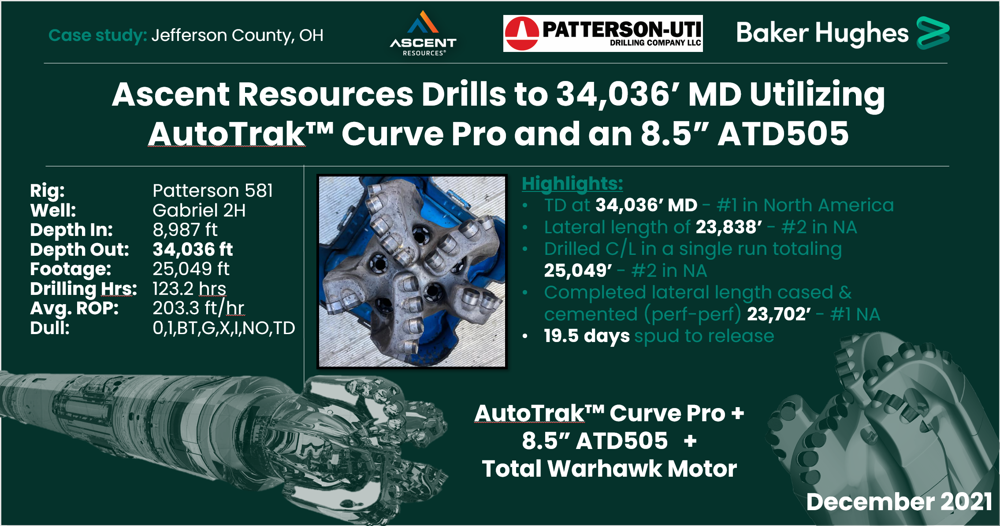 Case study: Jefferson County, OH
ASCENT
RESOURCES®
PATTERSON-UTI
DRILLING COMPANY LLC
Baker Hughes
Ascent Resources Drills to 34,036’ MD Utilizing
AutoTrak™ Curve Pro and an 8.5” ATD505
Rig: Patterson 581
Well: Gabriel 2H
Depth In: 8,987 ft
Depth Out: 34,036 ft
Footage: 25,049 ft
Drilling Hrs: 123.2 hrs
Avg. ROP: 203.3 ft/hr
Dull: 0,1,BT,G,X,I,NO,TD
Highlights:
• TD at 34,036’ MD – #1 in North America
• Lateral length of 23,838’ – #2 in NA
• Drilled C/L in a single run totaling
25,049’ – #2 in NA
• Completed lateral length cased &
cemented (perf-perf) 23,702’ – #1 NA
• 19.5 days spud to release
AutoTrak™ Curve Pro +
8.5” ATD505 +
Total Warhawk Motor
December 2021